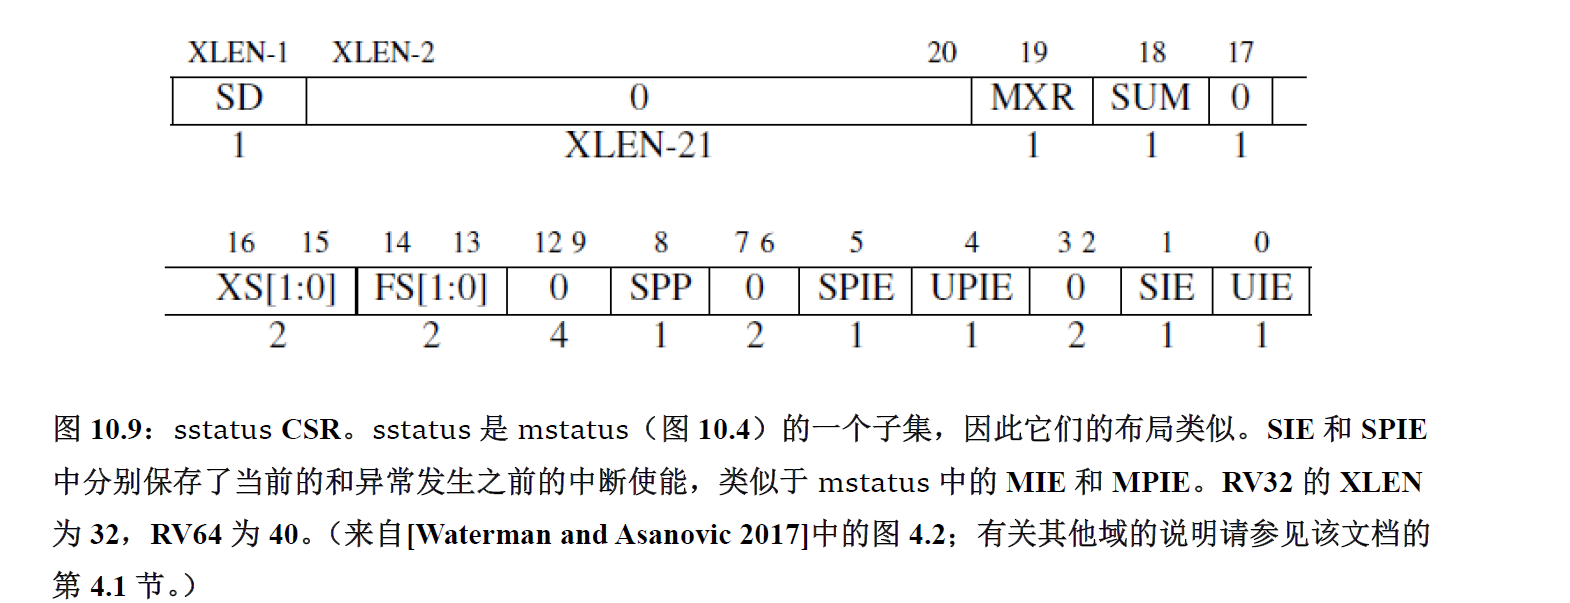 XLEN-1 XLEN-2 20 19 18 17
SD 0 MXR SUM 0
1 XLEN-21 1 1 1
16 15 14 13 12 9 8 7 6 5 4 3 2 1 0
XS[1:0] FS[1:0] 0 SPP 0 SPIE UPIE 0 SIE UIE
2 2 4 1 2 1 1 2 1 1
图 10.9：sstatus CSR。sstatus 是 mstatus（图 10.4）的一个子集，因此它们的布局类似。SIE 和 SPIE
中分别保存了当前的和异常发生之前的中断使能，类似于 mstatus 中的 MIE 和 MPIE。RV32 的 XLEN
为 32，RV64 为 40。（来自[Waterman and Asanovic 2017]中的图 4.2；有关其他域的说明请参见该文档的
第 4.1 节。）